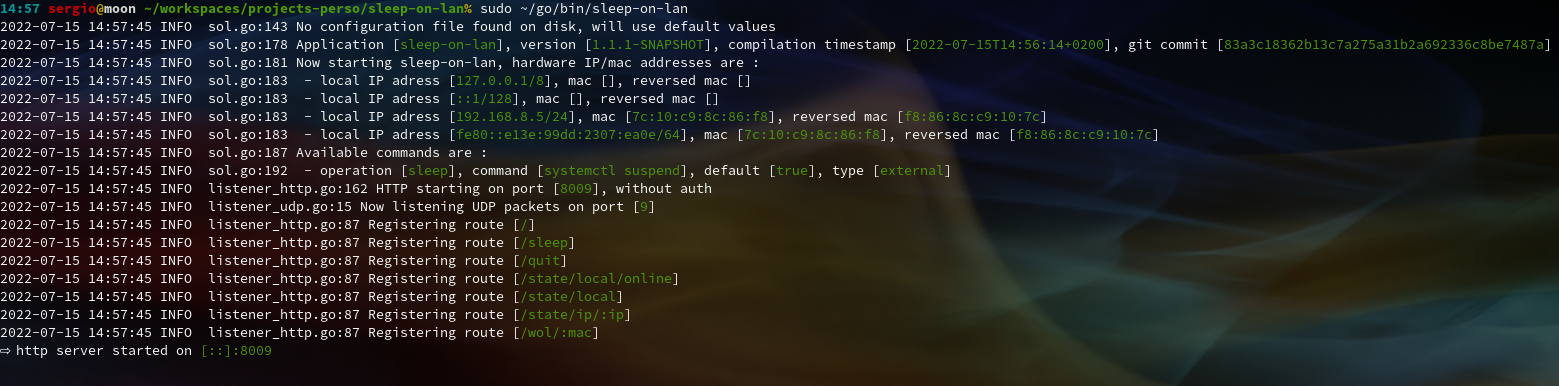 14:57 sergio@moon ~/workspaces/projects-perso/sleep-on-lan% sudo ~/go/bin/sleep-on-lan
2022-07-15 14:57:45 INFO  sol.go:143 No configuration file found on disk, will use default values
2022-07-15 14:57:45 INFO  sol.go:178 Application [sleep-on-lan], version [1.1.1-SNAPSHOT], compilation timestamp [2022-07-15T14:56:14+0200], git commit [83a3c18362b13c7a275a31b2a692336c8be7487a]
2022-07-15 14:57:45 INFO  sol.go:181 Now starting sleep-on-lan, hardware IP/mac addresses are :
2022-07-15 14:57:45 INFO  sol.go:183  - local IP adress [127.0.0.1/8], mac [], reversed mac []
2022-07-15 14:57:45 INFO  sol.go:183  - local IP adress [::1/128], mac [], reversed mac []
2022-07-15 14:57:45 INFO  sol.go:183  - local IP adress [192.168.8.5/24], mac [7c:10:c9:8c:86:f8], reversed mac [f8:86:8c:c9:10:7c]
2022-07-15 14:57:45 INFO  sol.go:183  - local IP adress [fe80::e13e:99dd:2307:ea0e/64], mac [7c:10:c9:8c:86:f8], reversed mac [f8:86:8c:c9:10:7c]
2022-07-15 14:57:45 INFO  sol.go:187 Available commands are :
2022-07-15 14:57:45 INFO  sol.go:192  - operation [sleep], command [systemctl suspend], default [true], type [external]
2022-07-15 14:57:45 INFO  listener_http.go:162 HTTP starting on port [8009], without auth
2022-07-15 14:57:45 INFO  listener_udp.go:15 Now listening UDP packets on port [9]
2022-07-15 14:57:45 INFO  listener_http.go:87 Registering route [/]
2022-07-15 14:57:45 INFO  listener_http.go:87 Registering route [/sleep]
2022-07-15 14:57:45 INFO  listener_http.go:87 Registering route [/quit]
2022-07-15 14:57:45 INFO  listener_http.go:87 Registering route [/state/local/online]
2022-07-15 14:57:45 INFO  listener_http.go:87 Registering route [/state/local]
2022-07-15 14:57:45 INFO  listener_http.go:87 Registering route [/state/ip/:ip]
2022-07-15 14:57:45 INFO  listener_http.go:87 Registering route [/wol/:mac]
⇨ http server started on [::]:8009